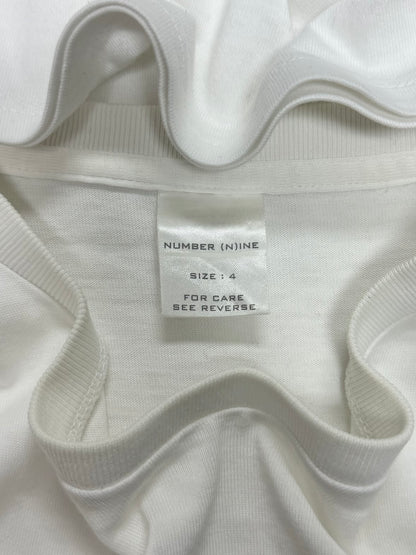 NUMBER (N)INE
SIZE : 4
FOR CARE
SEE REVERSE